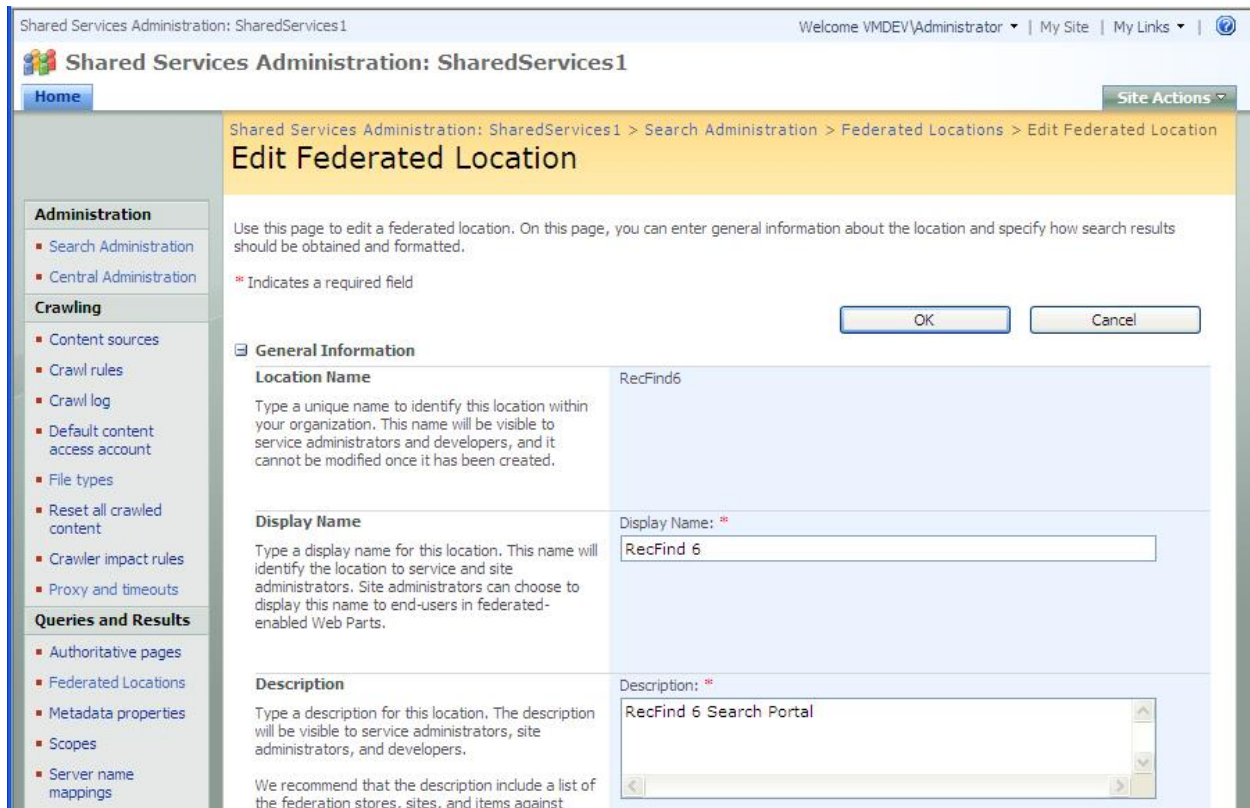 Shared Services Administration: SharedServices1
Welcome VMDEV\Administrator | My Site | My Links |
Shared Services Administration: SharedServices1
Home
Site Actions
Shared Services Administration: SharedServices1 > Search Administration > Federated Locations > Edit Federated Location
Edit Federated Location
Administration
Search Administration
Central Administration
Crawling
Content sources
Crawl rules
Crawl log
Default content
access account
File types
Reset all crawled
content
Crawler impact rules
Proxy and timeouts
Queries and Results
Authoritative pages
Federated Locations
Metadata properties
Scopes
Server name
mappings
Use this page to edit a federated location. On this page, you can enter general information about the location and specify how search results
should be obtained and formatted.
* Indicates a required field
OK
Cancel
General Information
Location Name
Type a unique name to identify this location within
your organization. This name will be visible to
service administrators and developers, and it
cannot be modified once it has been created.
RecFind6
Display Name
Type a display name for this location. This name will
identify the location to service and site
administrators. Site administrators can choose to
display this name to end-users in federated-
enabled Web Parts.
Display Name: *
RecFind 6
Description
Type a description for this location. The description
will be visible to service administrators, site
administrators, and developers.
We recommend that the description include a list of
the federation stores, sites, and items against
Description: *
RecFind 6 Search Portal